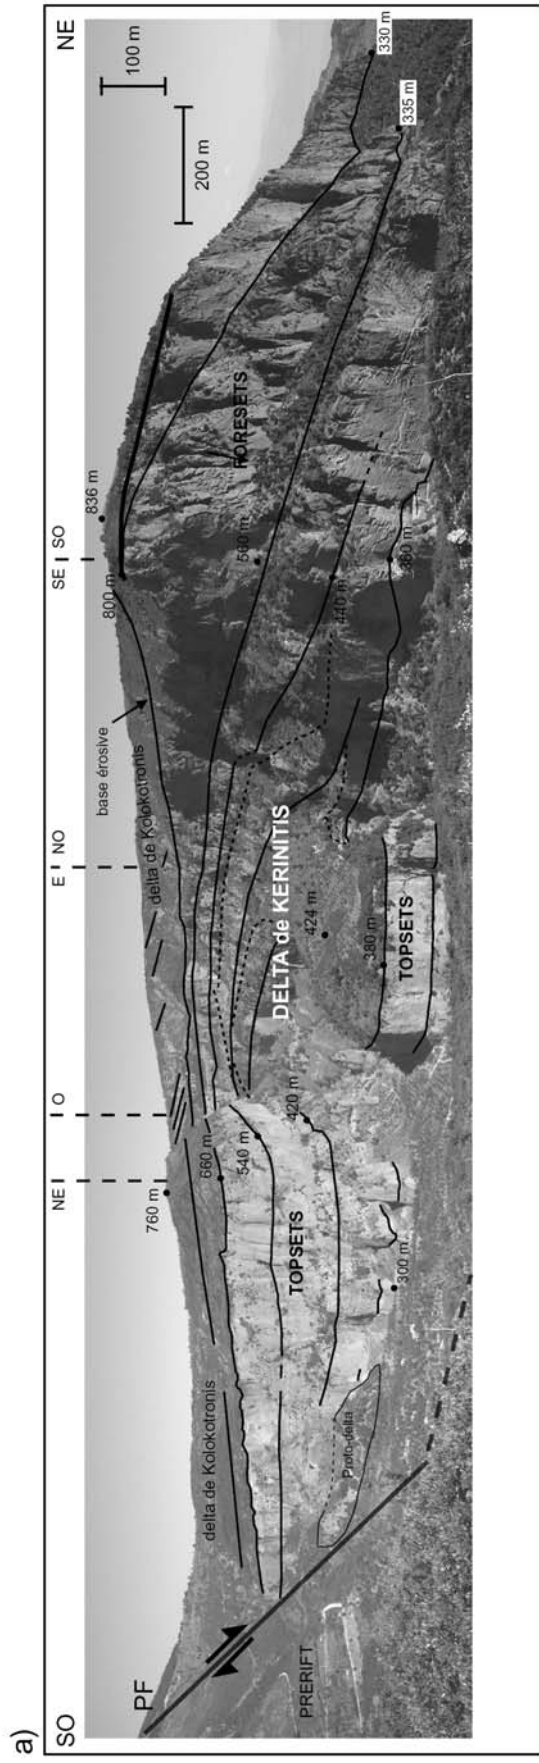 a)
SO
NE
PF
PRERIFT
delta de Kolokotronis
760 m
NE
O
E
NO
SE
SO
660 m
540 m
420 m
TOPSETS
300 m
Proto-delta
delta de Kolokotronis
base érosive
DELTA de KERINITIS
424 m
380 m
TOPSETS
800 m
836 m
560 m
440 m
380 m
FORESETS
100 m
200 m
330 m
335 m